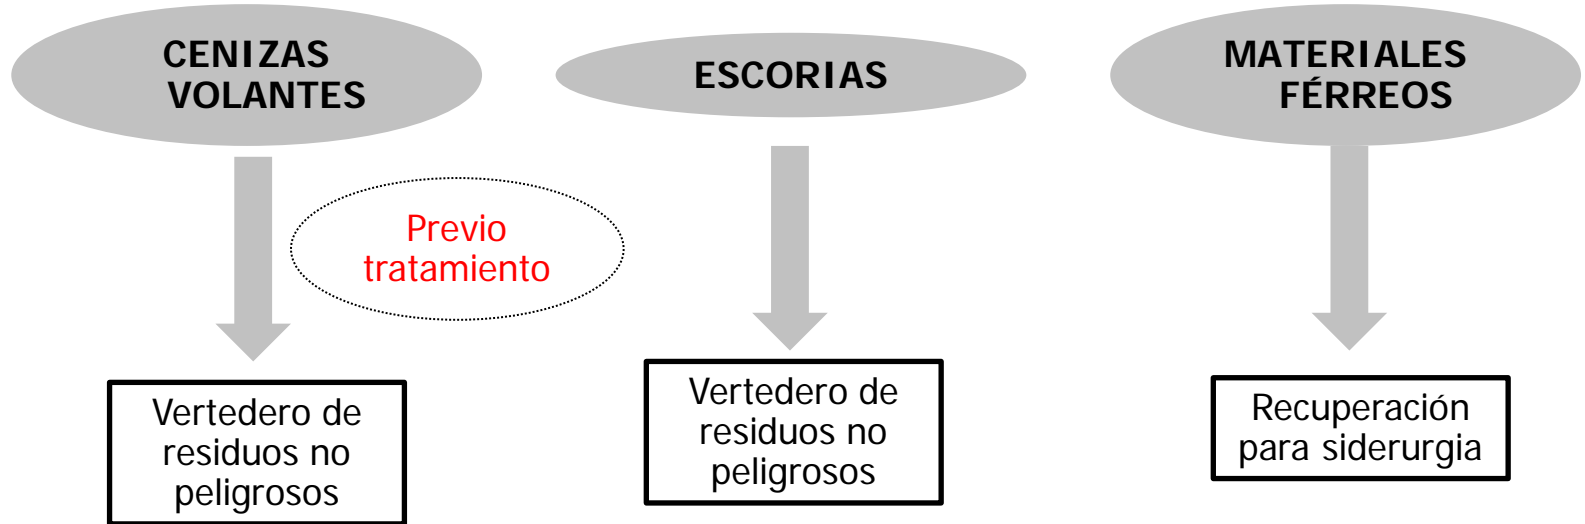 CENIZAS
VOLANTES
ESCORIAS
MATERIALES
FÉRREOS
Previo
tratamiento
Vertedero de
residuos no
peligrosos
Vertedero de
residuos no
peligrosos
Recuperación
para siderurgia